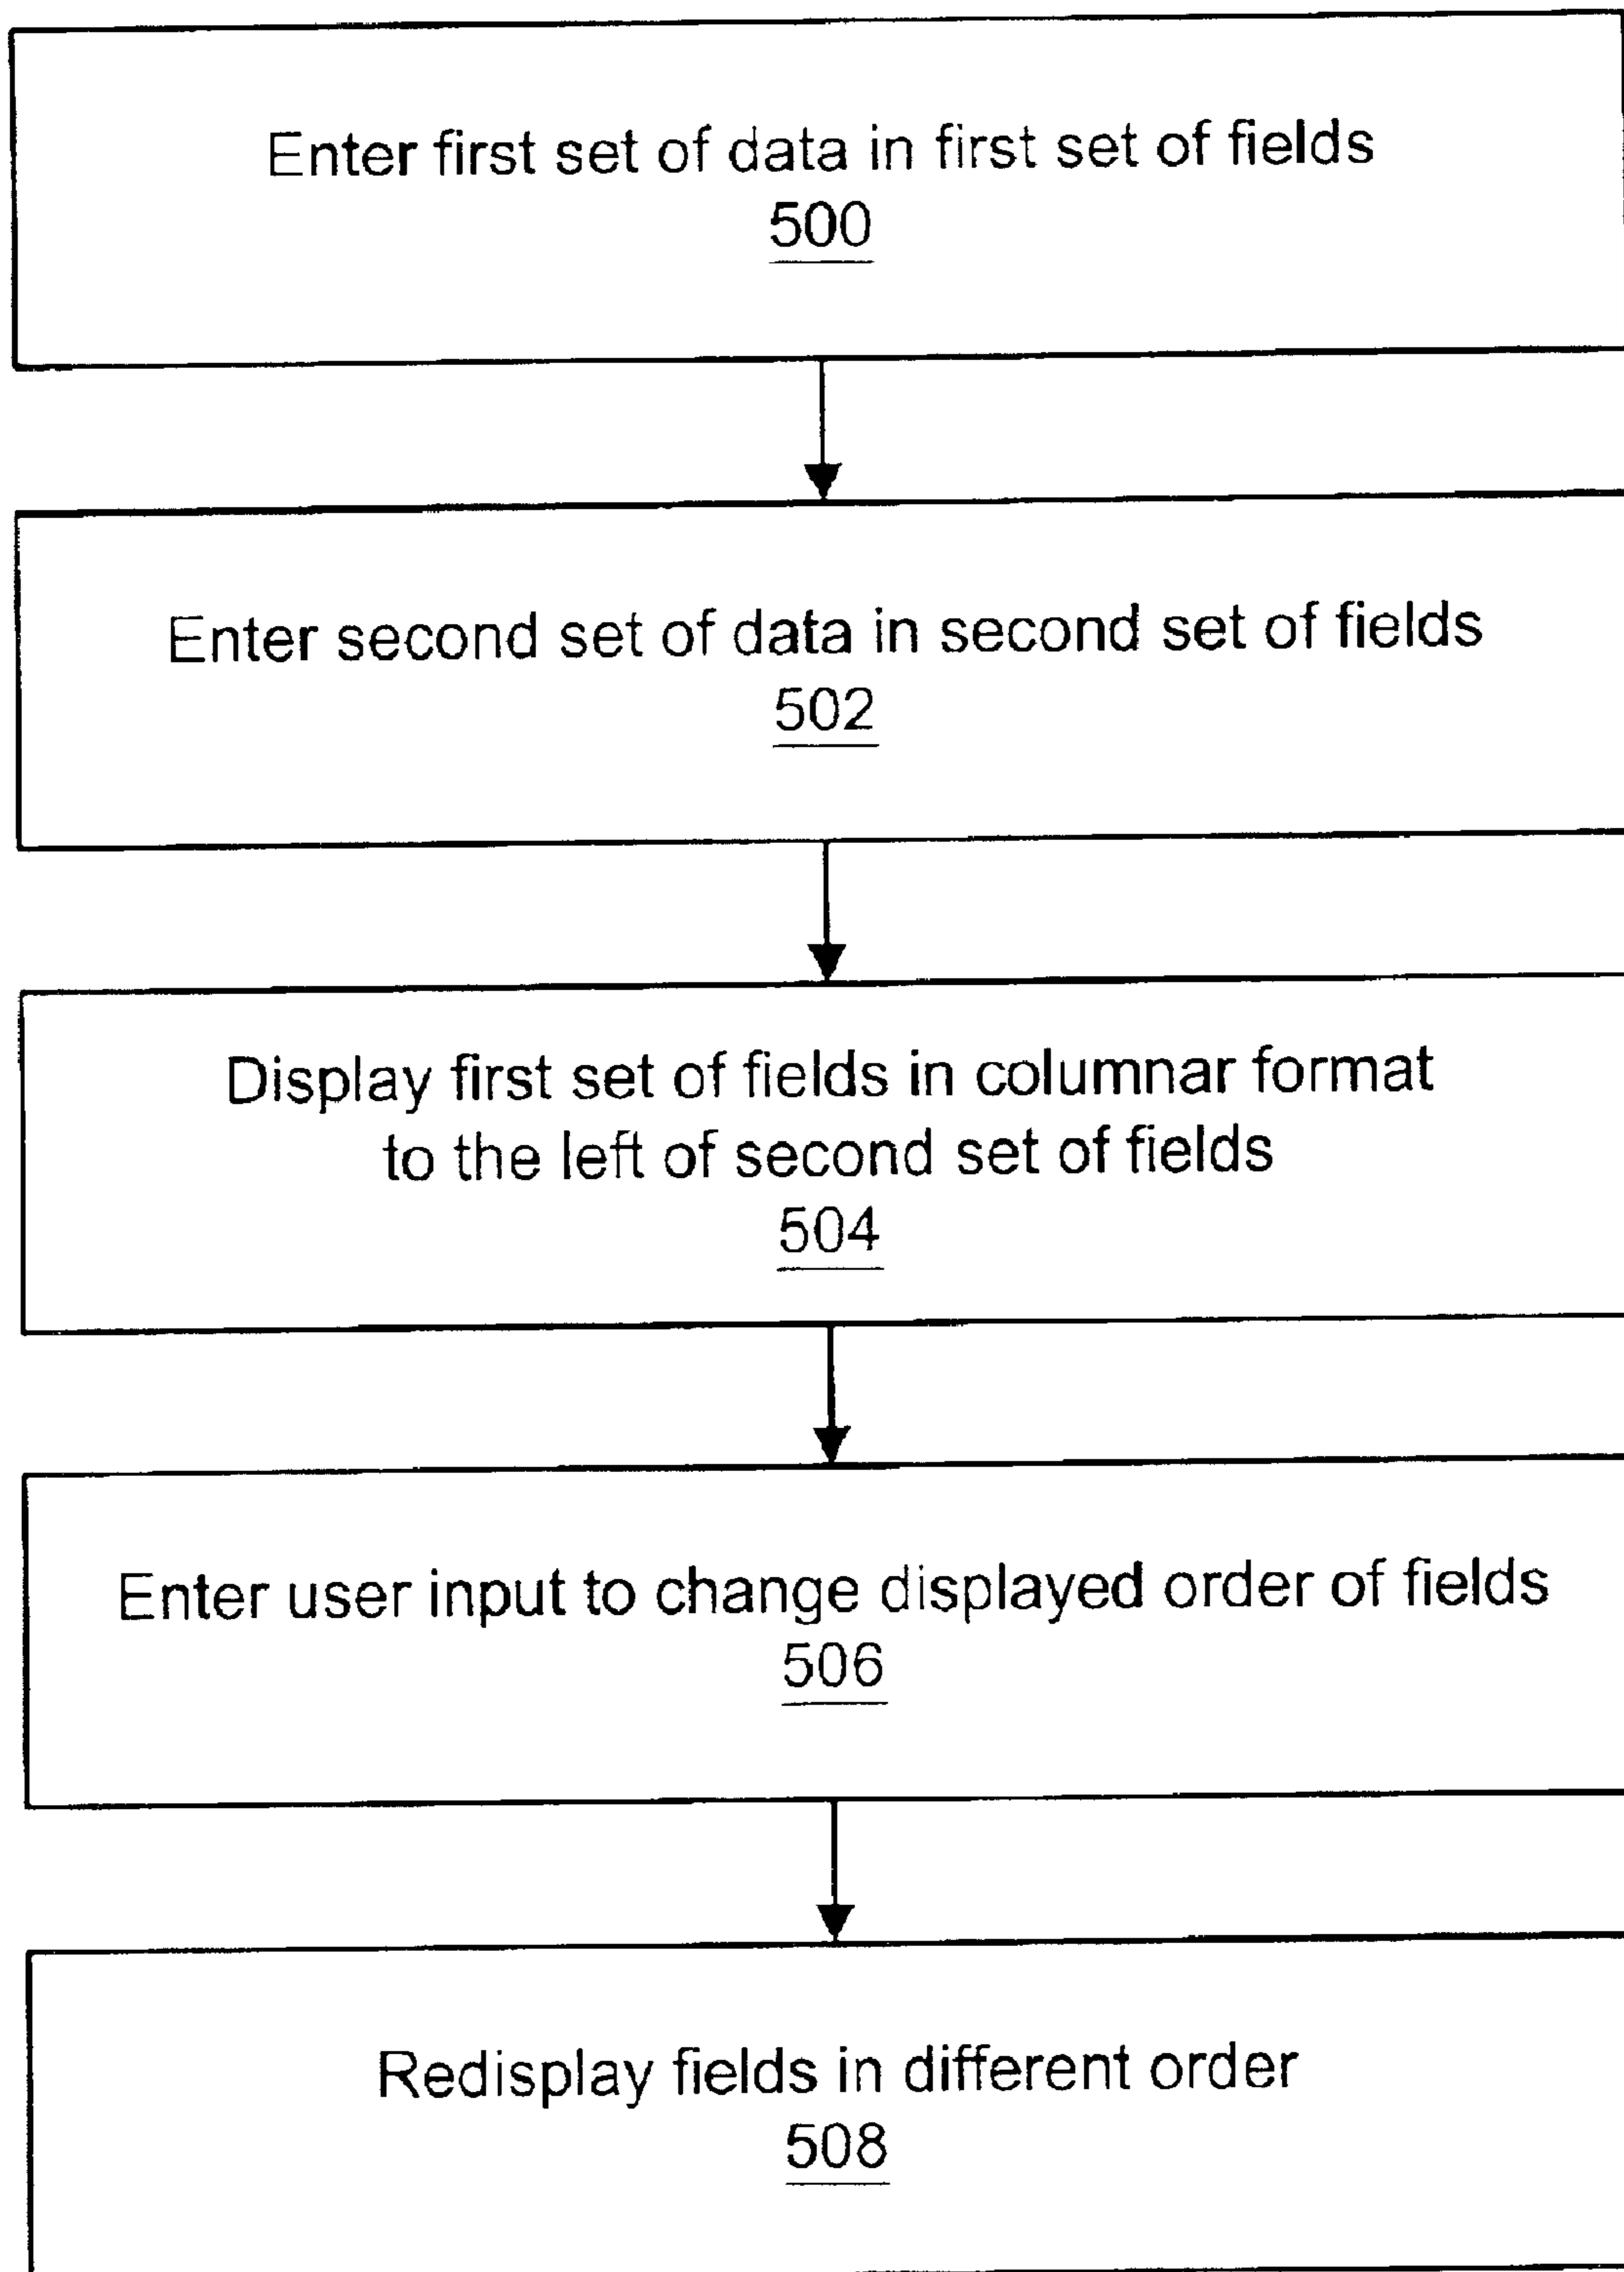 Enter first set of data in first set of fields
500
Enter second set of data in second set of fields
502
Display first set of fields in columnar format
to the left of second set of fields
504
Enter user input to change displayed order of fields
506
Redisplay fields in different order
508